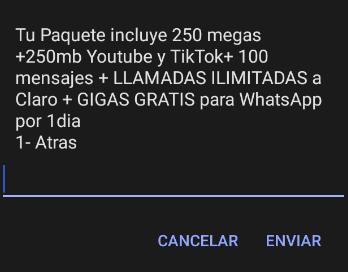 Tu Paquete incluye 250 megas
+250mb Youtube y TikTok+ 100
mensajes + LLAMADAS ILIMITADAS a
Claro + GIGAS GRATIS para WhatsApp
por 1dia
1- Atras
CANCELAR ENVIAR